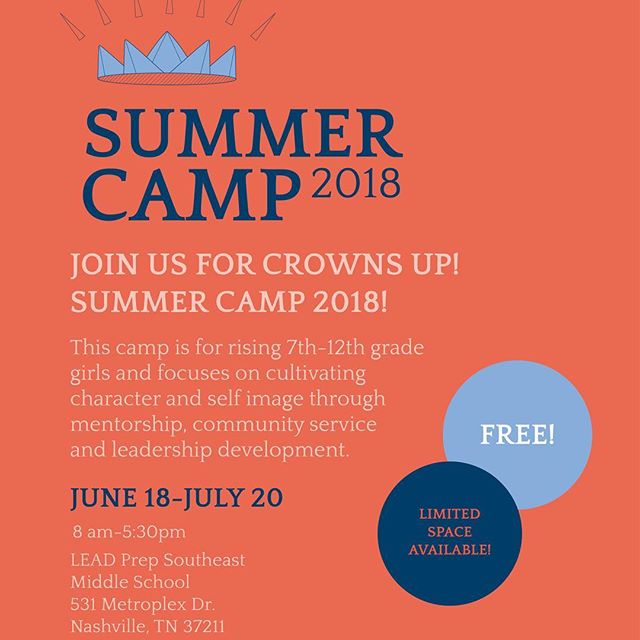 SUMMER
CAMP 2018
JOIN US FOR CROWNS UP!
SUMMER CAMP 2018!
This camp is for rising 7th-12th grade
girls and focuses on cultivating
character and self image through
mentorship, community service
and leadership development.
FREE!
LIMITED
SPACE
AVAILABLE!
JUNE 18-JULY 20
8 am-5:30pm
LEAD Prep Southeast
Middle School
531 Metroplex Dr.
Nashville, TN 37211